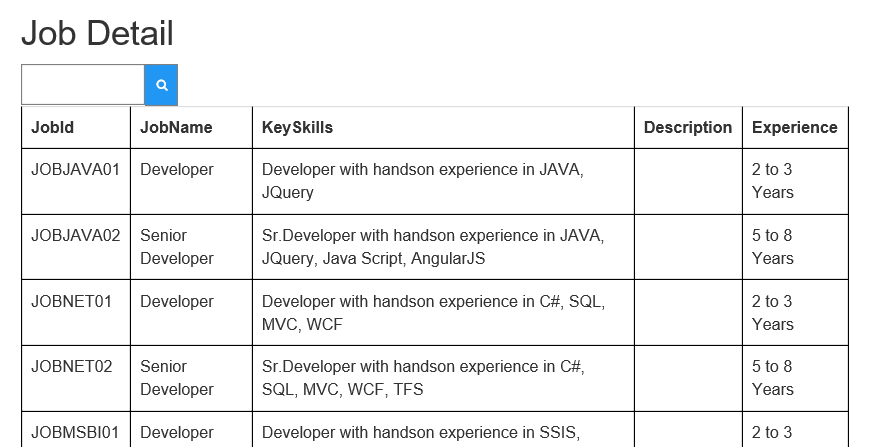 Job Detail
JobId JobName KeySkills Description Experience
JOBJAVA01 Developer Developer with handson experience in JAVA, 2 to 3
JQuery Years
JOBJAVA02 Senior Sr.Developer with handson experience in JAVA, 5 to 8
Developer JQuery, Java Script, AngularJS Years
JOBNET01 Developer Developer with handson experience in C#, SQL, 2 to 3
MVC, WCF Years
JOBNET02 Senior Sr.Developer with handson experience in C#, 5 to 8
Developer SQL, MVC, WCF, TFS Years
JOBMSBI01 Developer Developer with handson experience in SSIS, 2 to 3